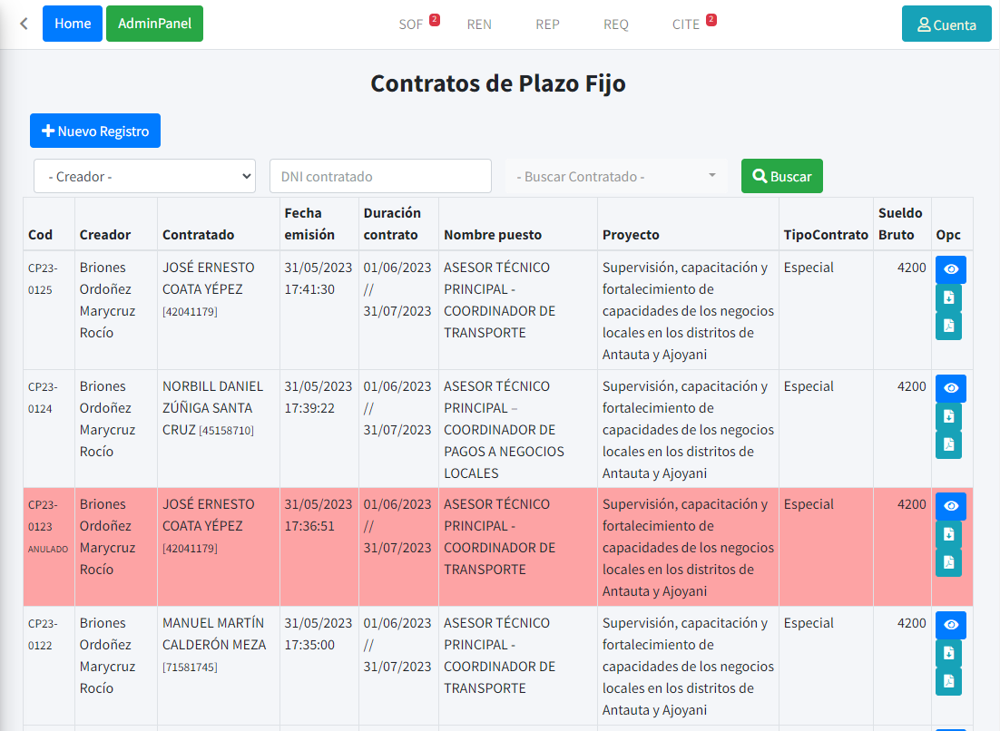 Home AdminPanel SOF 2 REN REP REQ CITE 2 Cuenta
Contratos de Plazo Fijo
Nuevo Registro
- Creador - DNI contratado - Buscar Contratado - Buscar
Cod Creador Contratado Fecha emisión Duración contrato Nombre puesto Proyecto TipoContrato Sueldo Bruto Opc
CP23-
0125
Briones
Ordoñez
Marycruz
Rocío
JOSÉ ERNESTO
COATA YÉPEZ
[42041179]
31/05/2023
17:41:30
01/06/2023
//
31/07/2023
ASESOR TÉCNICO
PRINCIPAL -
COORDINADOR DE
TRANSPORTE
Supervisión, capacitación y
fortalecimiento de
capacidades de los negocios
locales en los distritos de
Antauta y Ajoyani
Especial
4200
CP23-
0124
Briones
Ordoñez
Marycruz
Rocío
NORBILL DANIEL
ZÚÑIGA SANTA
CRUZ [45158710]
31/05/2023
17:39:22
01/06/2023
//
31/07/2023
ASESOR TÉCNICO
PRINCIPAL –
COORDINADOR DE
PAGOS A NEGOCIOS
LOCALES
Supervisión, capacitación y
fortalecimiento de
capacidades de los negocios
locales en los distritos de
Antauta y Ajoyani
Especial
4200
CP23-
0123
ANULADO
Briones
Ordoñez
Marycruz
Rocío
JOSÉ ERNESTO
COATA YÉPEZ
[42041179]
31/05/2023
17:36:51
01/06/2023
//
31/07/2023
ASESOR TÉCNICO
PRINCIPAL -
COORDINADOR DE
TRANSPORTE
Supervisión, capacitación y
fortalecimiento de
capacidades de los negocios
locales en los distritos de
Antauta y Ajoyani
Especial
4200
CP23-
0122
Briones
Ordoñez
Marycruz
Rocío
MANUEL MARTÍN
CALDERÓN MEZA
[71581745]
31/05/2023
17:35:00
01/06/2023
//
31/07/2023
ASESOR TÉCNICO
PRINCIPAL -
COORDINADOR DE
TRANSPORTE
Supervisión, capacitación y
fortalecimiento de
capacidades de los negocios
locales en los distritos de
Antauta y Ajoyani
Especial
4200